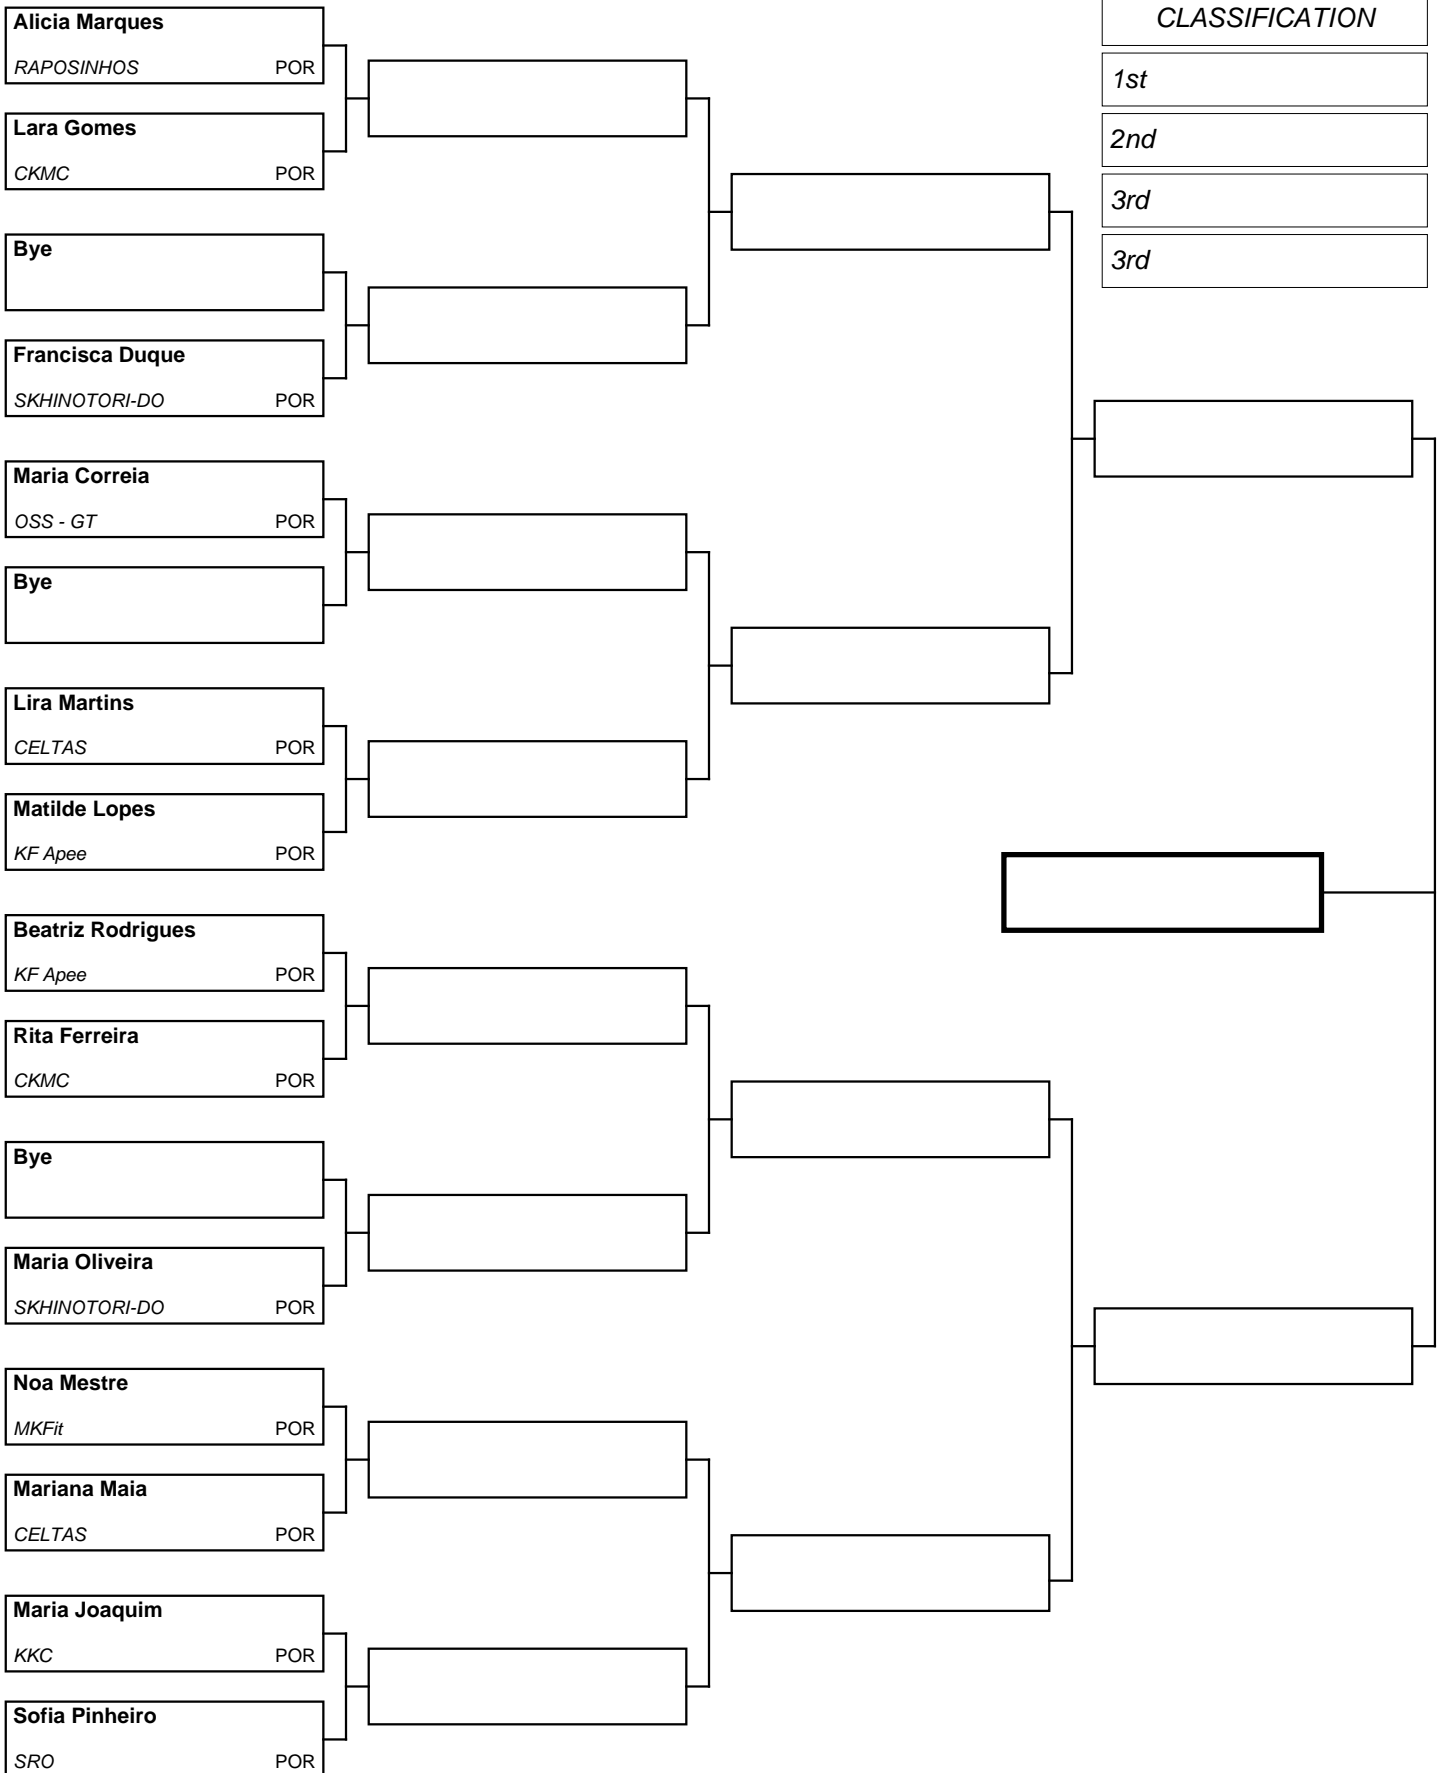 Alicia Marques
RAPOSINHOS POR
Lara Gomes
CKMC POR
Bye
Francisca Duque
SKHINOTORI-DO POR
Maria Correia
OSS - GT POR
Bye
Lira Martins
CELTAS POR
Matilde Lopes
KF Apee POR
Beatriz Rodrigues
KF Apee POR
Rita Ferreira
CKMC POR
Bye
Maria Oliveira
SKHINOTORI-DO POR
Noa Mestre
MKFit POR
Mariana Maia
CELTAS POR
Maria Joaquim
KKC POR
Sofia Pinheiro
SRO POR
CLASSIFICATION
1st
2nd
3rd
3rd